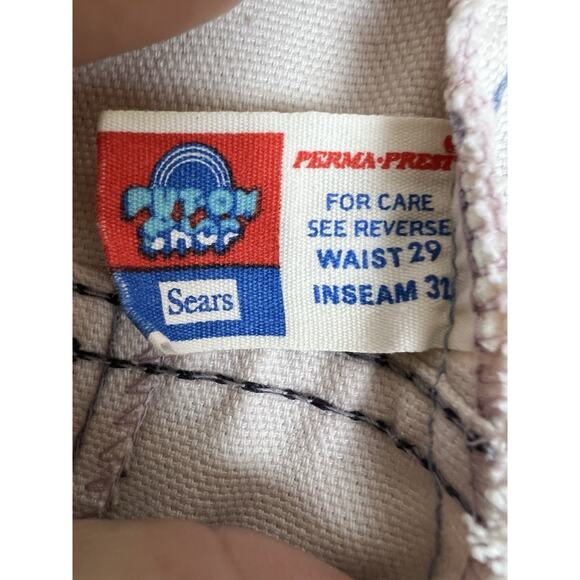 PUT·ON
Shop
Sears
PERMA·PREST
FOR CARE
SEE REVERSE
WAIST 29
INSEAM 32